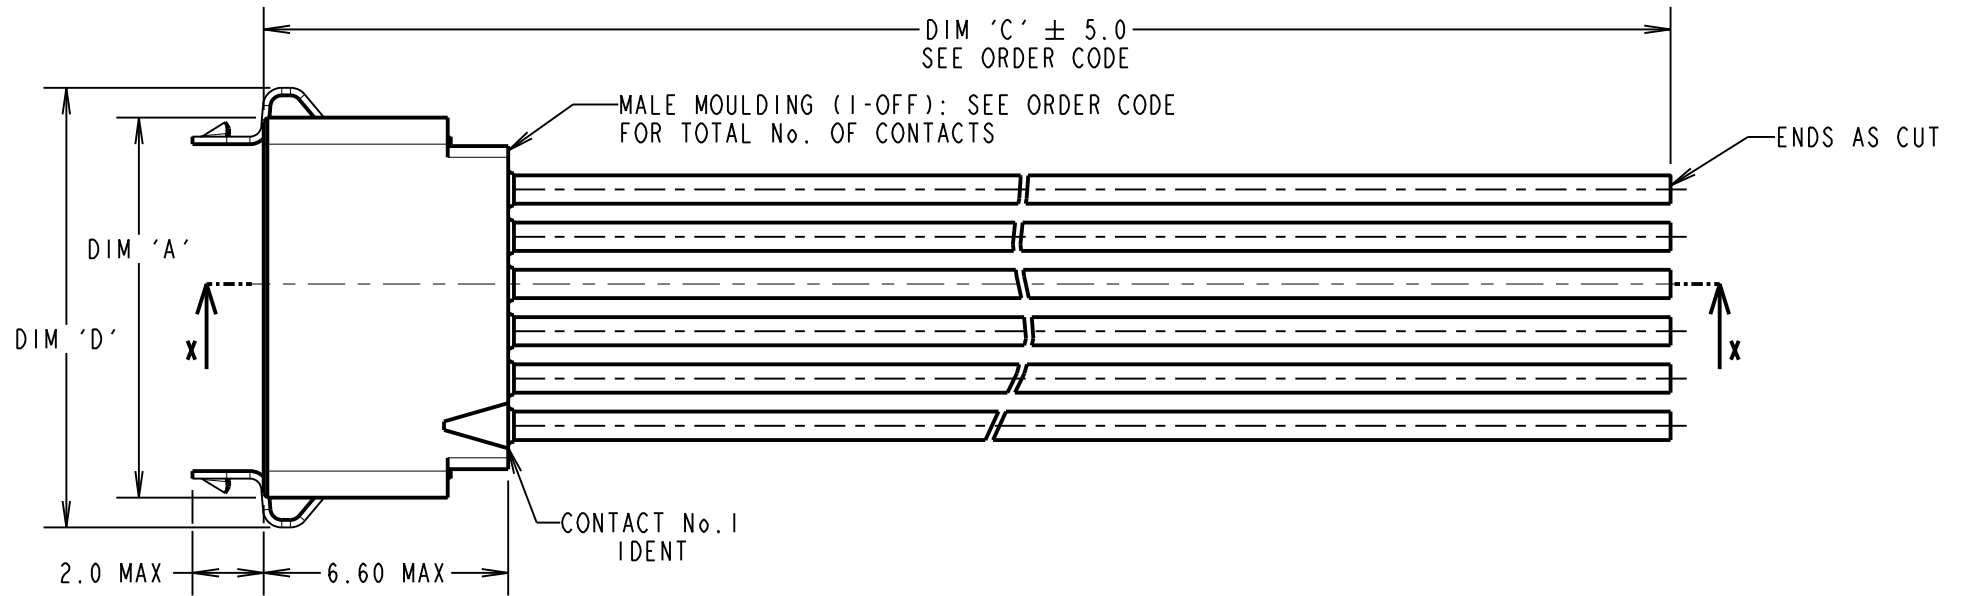 DIM 'C' ± 5.0
SEE ORDER CODE
MALE MOULDING (1-OFF): SEE ORDER CODE
FOR TOTAL No. OF CONTACTS
ENDS AS CUT
DIM 'A'
DIM 'D'
X
X
CONTACT No.1
IDENT
2.0 MAX
6.60 MAX